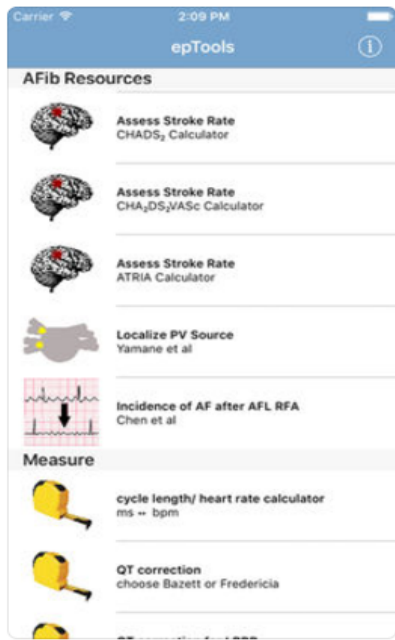 Carrier 2:09 PM
epTools
AFib Resources
Assess Stroke Rate
CHADS₂ Calculator
Assess Stroke Rate
CHA₂DS₂VASc Calculator
Assess Stroke Rate
ATRIA Calculator
Localize PV Source
Yamane et al
Incidence of AF after AFL RFA
Chen et al
Measure
cycle length/ heart rate calculator
ms ↔ bpm
QT correction
choose Bazett or Fredericia